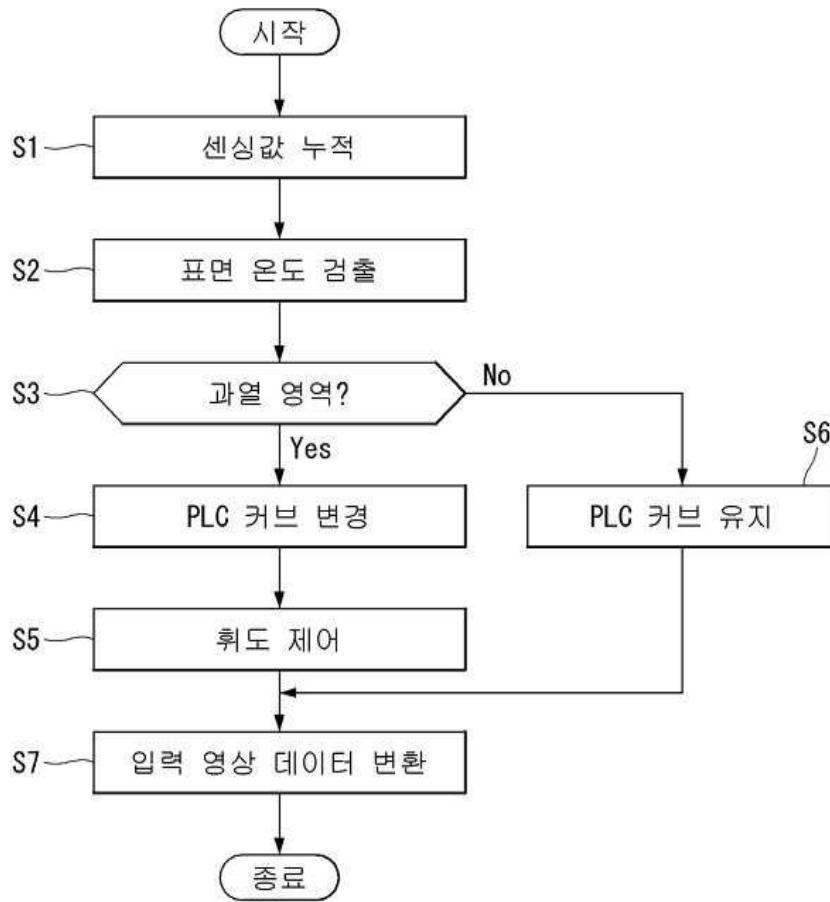 시작
S1 센싱값 누적
S2 표면 온도 검출
S3 과열 영역?
No
Yes
S6
S4 PLC 커브 변경
PLC 커브 유지
S5 휘도 제어
S7 입력 영상 데이터 변환
종료